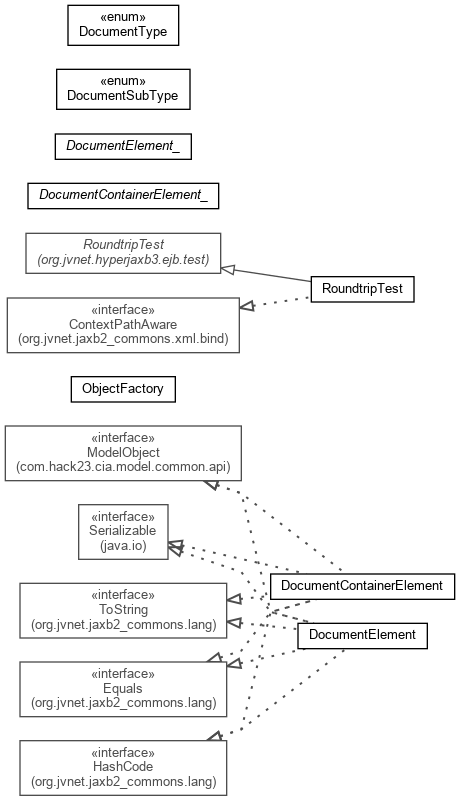 «enum»
DocumentType
«enum»
DocumentSubType
DocumentElement_
DocumentContainerElement_
RoundtripTest
(org.jvnet.hyperjaxb3.ejb.test)
RoundtripTest
«interface»
ContextPathAware
(org.jvnet.jaxb2_commons.xml.bind)
ObjectFactory
«interface»
ModelObject
(com.hack23.cia.model.common.api)
«interface»
Serializable
(java.io)
DocumentContainerElement
«interface»
ToString
(org.jvnet.jaxb2_commons.lang)
DocumentElement
«interface»
Equals
(org.jvnet.jaxb2_commons.lang)
«interface»
HashCode
(org.jvnet.jaxb2_commons.lang)